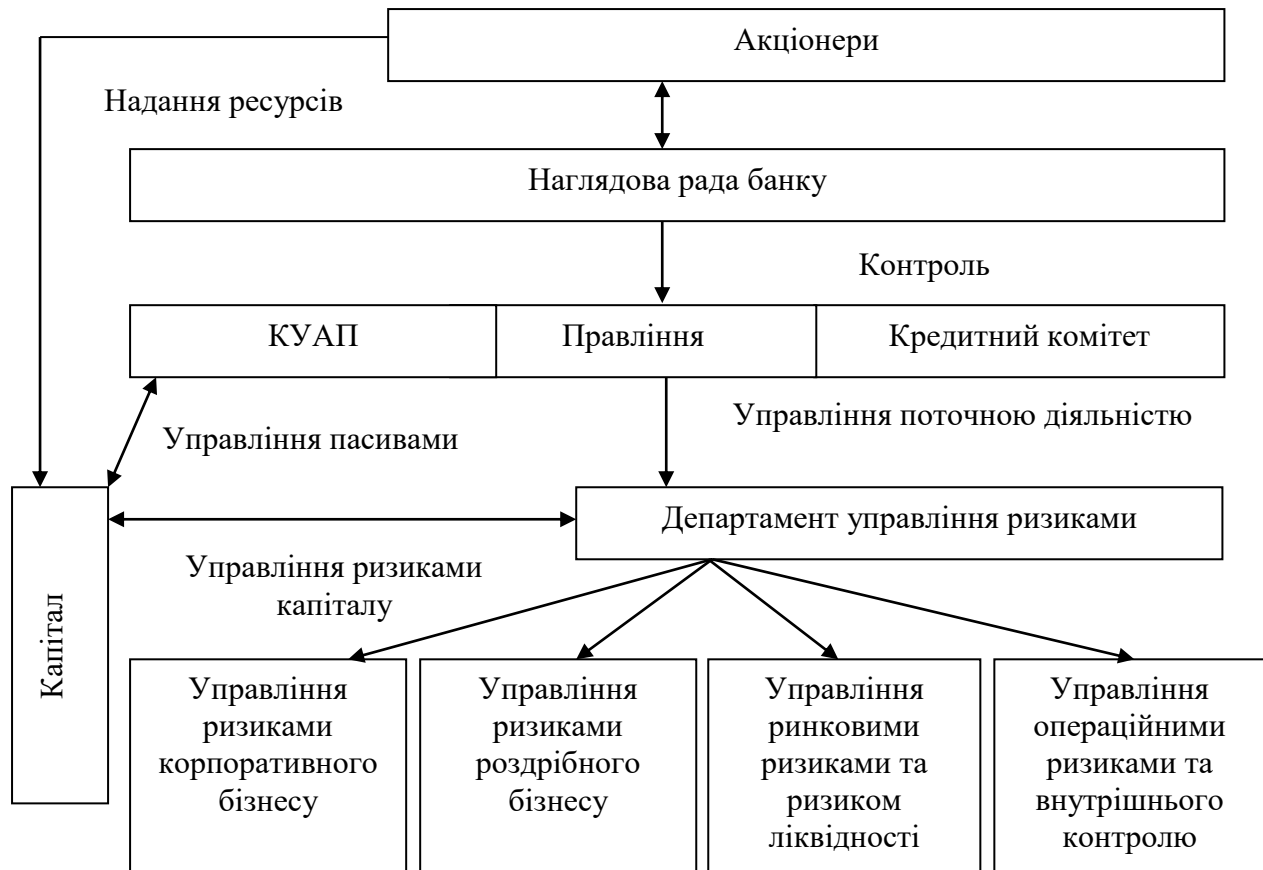 Акціонери
Надання ресурсів
Наглядова рада банку
Контроль
КУАП
Правління
Кредитний комітет
Управління поточною діяльністю
Управління пасивами
Департамент управління ризиками
Управління ризиками
капіталу
Капітал
Управління
ризиками
корпоративного
бізнесу
Управління
ризиками
роздрібного
бізнесу
Управління
ринковими
ризиками та
ризиком
ліквідності
Управління
операційними
ризиками та
внутрішнього
контролю